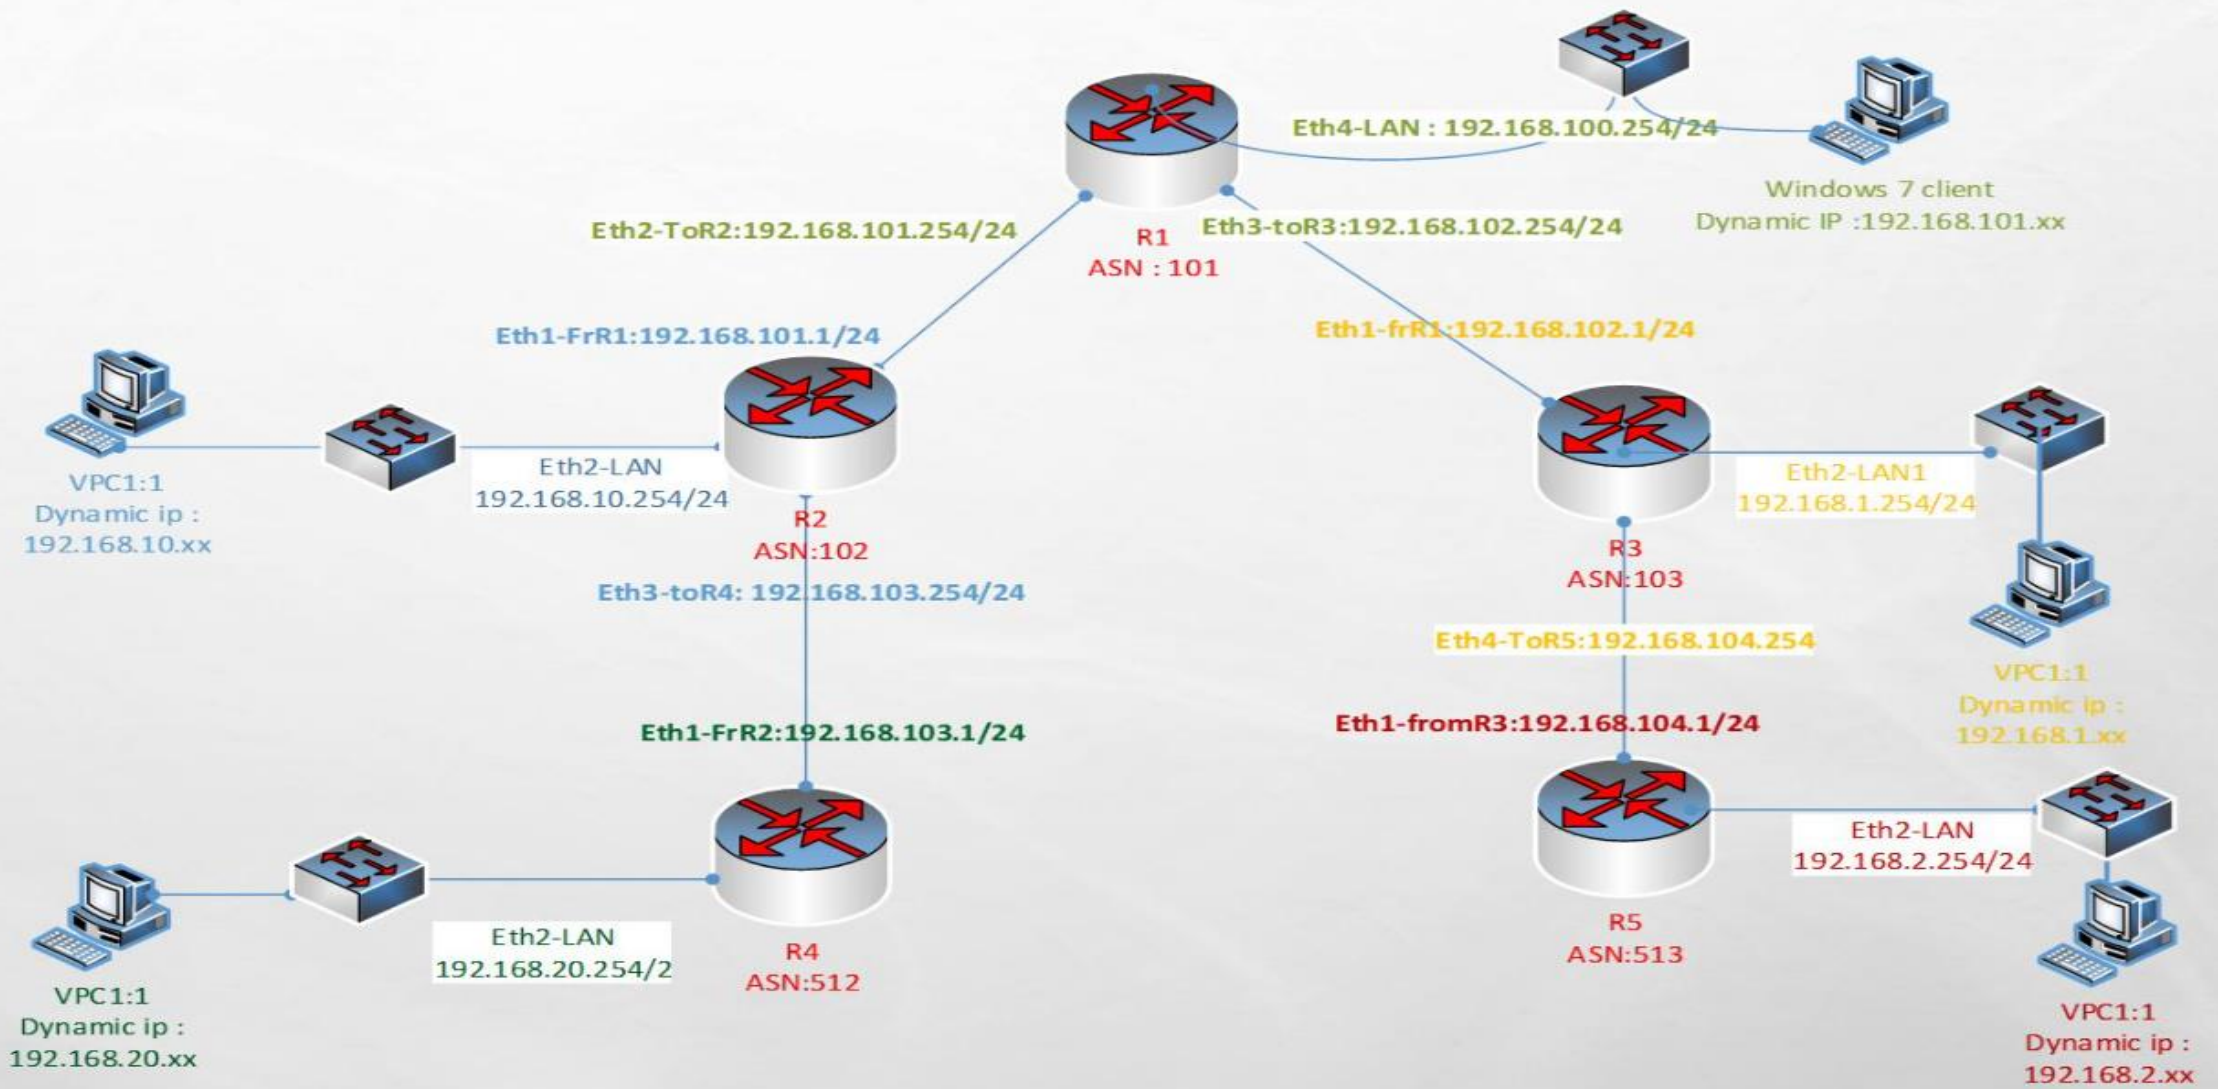 Eth4-LAN : 192.168.100.254/24
Windows 7 client
Dynamic IP :192.168.101.xx
Eth2-ToR2:192.168.101.254/24
Eth3-toR3:192.168.102.254/24
R1
ASN : 101
Eth1-FrR1:192.168.101.1/24
Eth1-frR1:192.168.102.1/24
VPC1:1
Dynamic ip :
192.168.10.xx
Eth2-LAN
192.168.10.254/24
R2
ASN:102
Eth2-LAN1
192.168.1.254/24
R3
ASN:103
Eth3-toR4: 192.168.103.254/24
Eth4-ToR5:192.168.104.254
VPC1:1
Dynamic ip :
192.168.1.xx
Eth1-FrR2:192.168.103.1/24
Eth1-fromR3:192.168.104.1/24
Eth2-LAN
192.168.2.254/24
Eth2-LAN
192.168.20.254/2
R4
ASN:512
R5
ASN:513
VPC1:1
Dynamic ip :
192.168.20.xx
VPC1:1
Dynamic ip :
192.168.2.xx